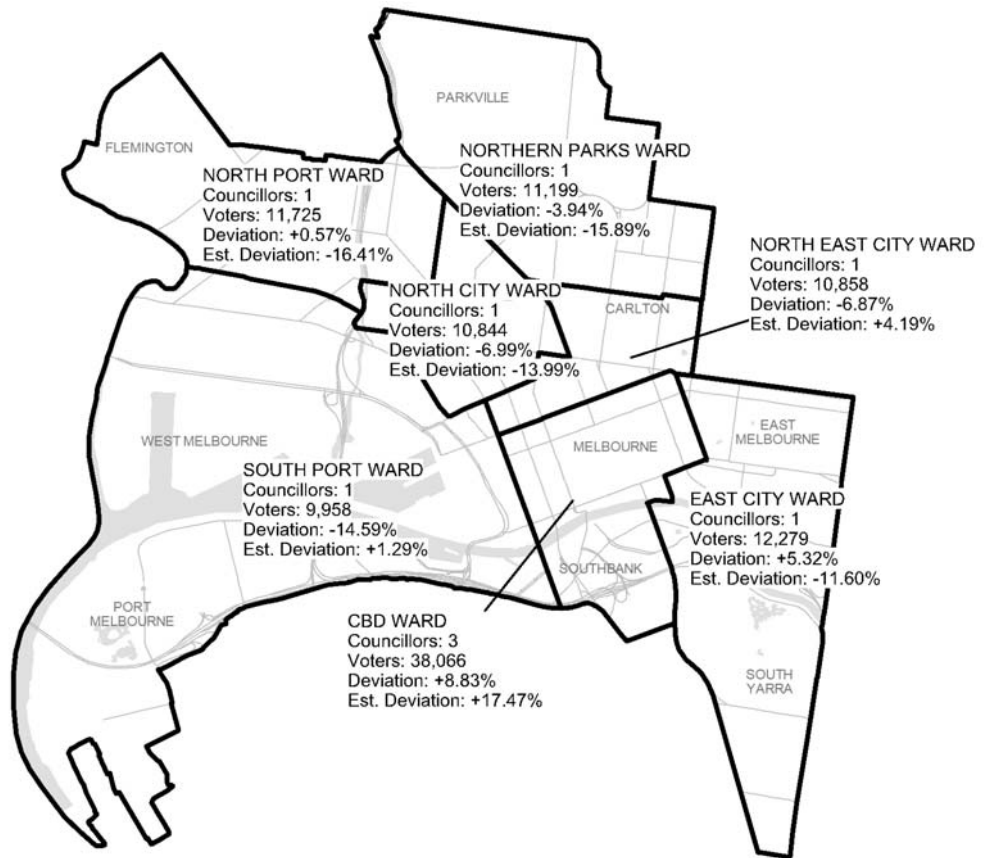 PARKVILLE
FLEMINGTON
NORTHERN PARKS WARD
Councillors: 1
Voters: 11,199
Deviation: -3.94%
Est. Deviation: -15.89%
NORTH PORT WARD
Councillors: 1
Voters: 11,725
Deviation: +0.57%
Est. Deviation: -16.41%
NORTH EAST CITY WARD
Councillors: 1
Voters: 10,858
Deviation: -6.87%
Est. Deviation: +4.19%
NORTH CITY WARD
Councillors: 1
Voters: 10,844
Deviation: -6.99%
Est. Deviation: -13.99%
CARLTON
WEST MELBOURNE
MELBOURNE
EAST
MELBOURNE
SOUTH PORT WARD
Councillors: 1
Voters: 9,958
Deviation: -14.59%
Est. Deviation: +1.29%
EAST CITY WARD
Councillors: 1
Voters: 12,279
Deviation: +5.32%
Est. Deviation: -11.60%
SOUTHBANK
PORT
MELBOURNE
CBD WARD
Councillors: 3
Voters: 38,066
Deviation: +8.83%
Est. Deviation: +17.47%
SOUTH
YARRA